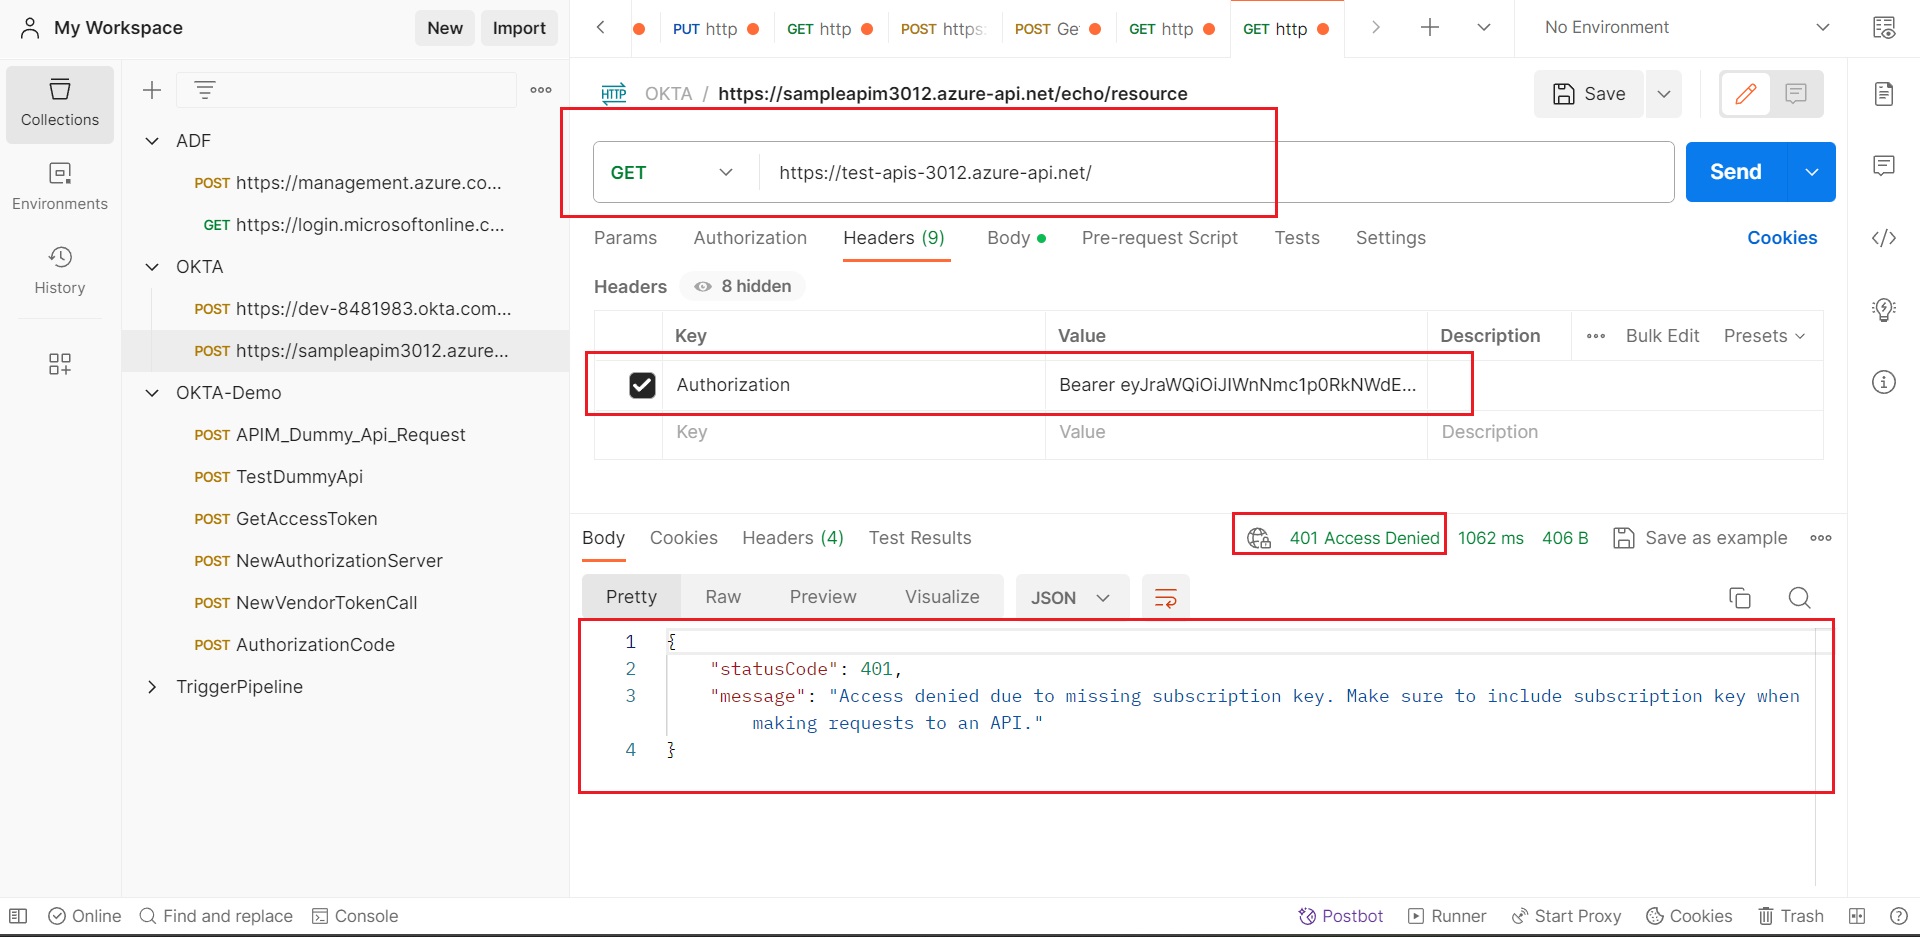 My Workspace
New
Import
PUT http
GET http
POST https:
POST Ge
GET http
GET http
No Environment
Collections
Environments
History
ADF
POST https://management.azure.co...
GET https://login.microsoftonline.c...
OKTA
POST https://dev-8481983.okta.com...
POST https://sampleapim3012.azure...
OKTA-Demo
POST APIM_Dummy_Api_Request
POST TestDummyApi
POST GetAccessToken
POST NewAuthorizationServer
POST NewVendorTokenCall
POST AuthorizationCode
TriggerPipeline
HTTP OKTA / https://sampleapim3012.azure-api.net/echo/resource
Save
GET https://test-apis-3012.azure-api.net/
Send
Params Authorization Headers (9) Body Pre-request Script Tests Settings
Cookies
Headers 8 hidden
Key Value Description Bulk Edit Presets
Authorization Bearer eyJraWQiOiJIWnNmc1p0RkNWdE...
Key Value Description
Body Cookies Headers (4) Test Results
401 Access Denied 1062 ms 406 B Save as example
Pretty Raw Preview Visualize JSON
1 {
2 "statusCode": 401,
3 "message": "Access denied due to missing subscription key. Make sure to include subscription key when
making requests to an API."
4 }
Online Find and replace Console
Postbot Runner Start Proxy Cookies Trash